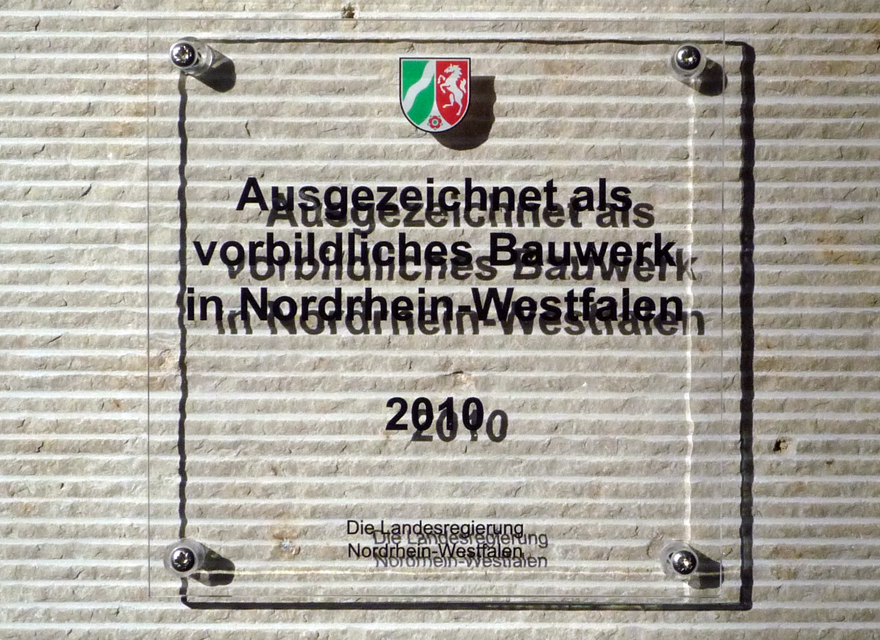 Ausgezeichnet als
vorbildliches Bauwerk
in Nordrhein-Westfalen
2010
Die Landesregierung
Nordrhein-Westfalen